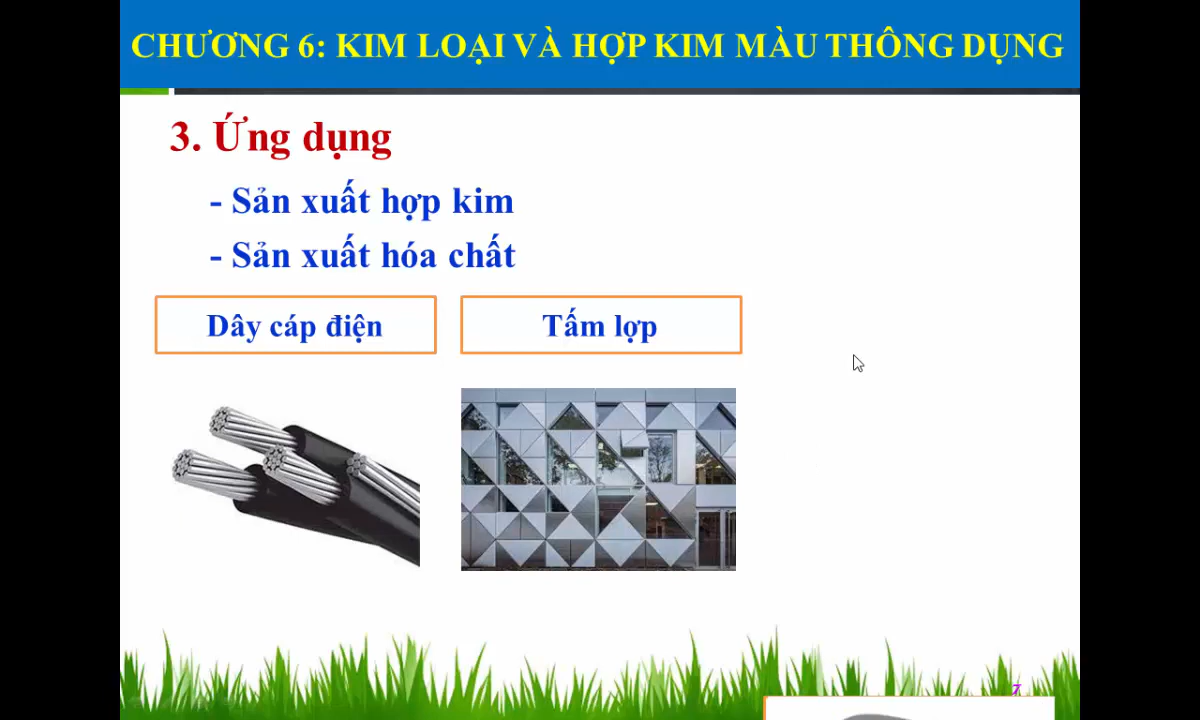 CHƯƠNG 6: KIM LOẠI VÀ HỢP KIM MÀU THÔNG DỤNG
3. Ứng dụng
- Sản xuất hợp kim
- Sản xuất hóa chất
Dây cáp điện
Tấm lợp
7